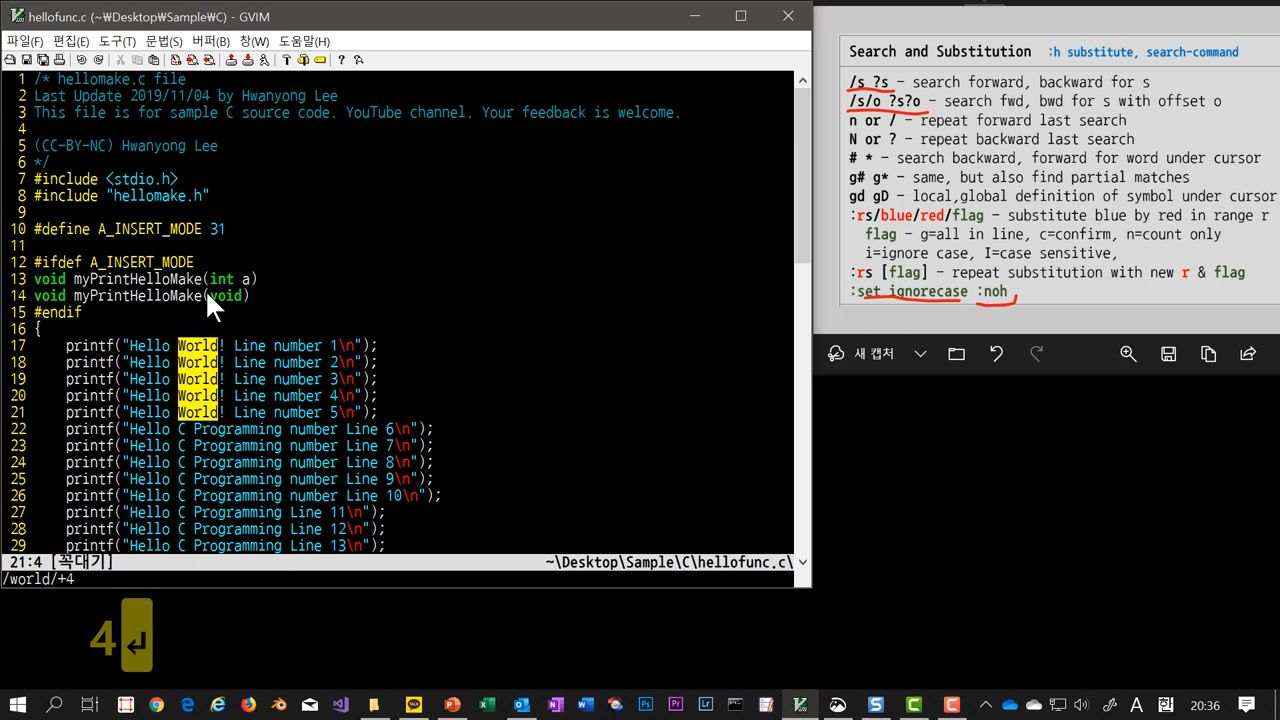 hellofunc.c (~₩Desktop₩Sample₩C) - GVIM
파일(F) 편집(E) 도구(T) 문법(S) 버퍼(B) 창(W) 도움말(H)
1 /* hellomake.c file
2 Last Update 2019/11/04 by Hwanyong Lee
3 This file is for sample C source code. YouTube channel. Your feedback is welcome.
4
5 (CC-BY-NC) Hwanyong Lee
6 */
7 #include <stdio.h>
8 #include "hellomake.h"
9
10 #define A_INSERT_MODE 31
11
12 #ifdef A_INSERT_MODE
13 void myPrintHelloMake(int a)
14 void myPrintHelloMake(void)
15 #endif
16 {
17 printf("Hello World! Line number 1\n");
18 printf("Hello World! Line number 2\n");
19 printf("Hello World! Line number 3\n");
20 printf("Hello World! Line number 4\n");
21 printf("Hello World! Line number 5\n");
22 printf("Hello C Programming number Line 6\n");
23 printf("Hello C Programming number Line 7\n");
24 printf("Hello C Programming number Line 8\n");
25 printf("Hello C Programming number Line 9\n");
26 printf("Hello C Programming number Line 10\n");
27 printf("Hello C Programming Line 11\n");
28 printf("Hello C Programming Line 12\n");
29 printf("Hello C Programming Line 13\n");
21:4 [꼭대기] ~\Desktop\Sample\C\hellofunc.c\
/world/+4
4↵
Search and Substitution :h substitute, search-command
/s ?s - search forward, backward for s
/s/o ?s?o - search fwd, bwd for s with offset o
n or / - repeat forward last search
N or ? - repeat backward last search
# * - search backward, forward for word under cursor
g# g* - same, but also find partial matches
gd gD - local,global definition of symbol under cursor
:rs/blue/red/flag - substitute blue by red in range r
flag - g=all in line, c=confirm, n=count only
i=ignore case, I=case sensitive,
:rs [flag] - repeat substitution with new r & flag
:set ignorecase :noh
새 캡처
A 한 20:36